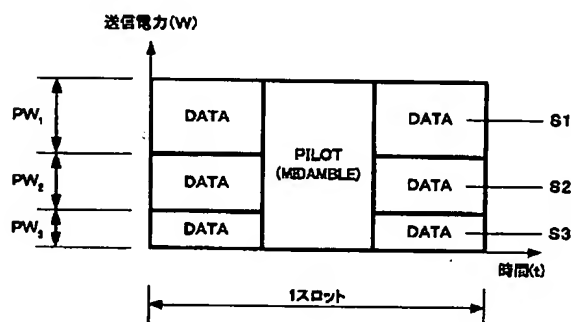 送信電力(W)
PW1
DATA
DATA
S1
PILOT
(MIDAMBLE)
PW2
DATA
DATA
S2
PW3
DATA
DATA
S3
時間(t)
1スロット